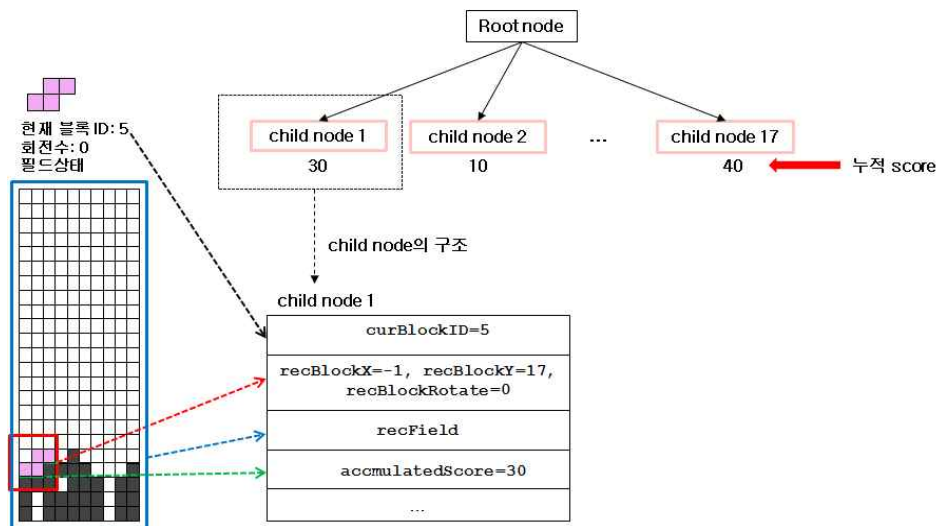 Root node
현재 블록 ID: 5
회전수: 0
필드상태
child node 1
child node 2
...
child node 17
30
10
40
누적 score
child node의 구조
child node 1
curBlockID=5
recBlockX=-1, recBlockY=17,
recBlockRotate=0
recField
accmulatedScore=30
...